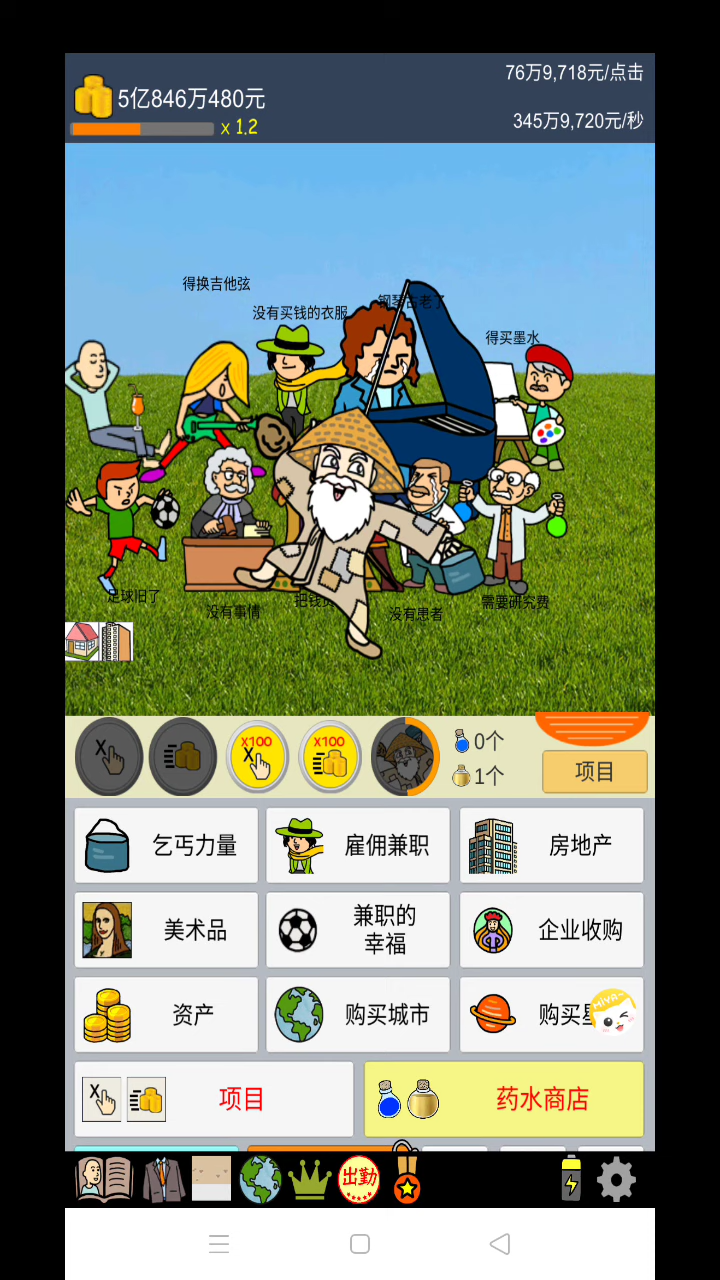 76万9,718元/点击
5亿846万480元
x 1.2
345万9,720元/秒
得换吉他弦
没有买钱的衣服
钢琴古老了
得买墨水
足球旧了
没有事情
把钱
没有患者
需要研究费
X
X100
X
X100
0个
1个
项目
乞丐力量
雇佣兼职
房地产
美术品
兼职的
幸福
企业收购
资产
购买城市
购买
HIYA~
X
项目
药水商店
出勤